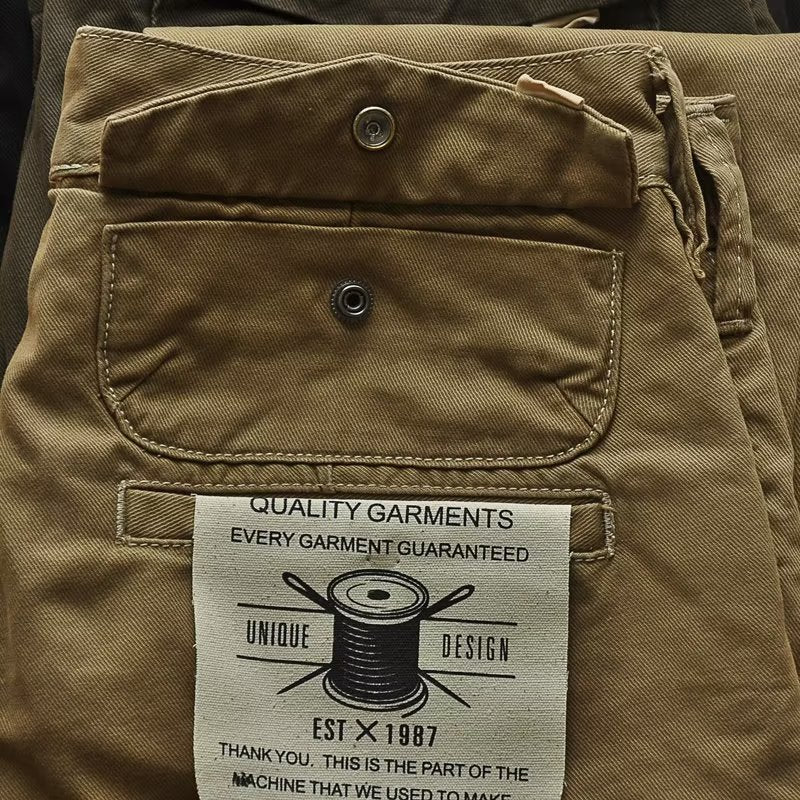 QUALITY GARMENTS
EVERY GARMENT GUARANTEED
UNIQUE DESIGN
EST X 1987
THANK YOU. THIS IS THE PART OF THE
MACHINE THAT WE USED TO MAKE